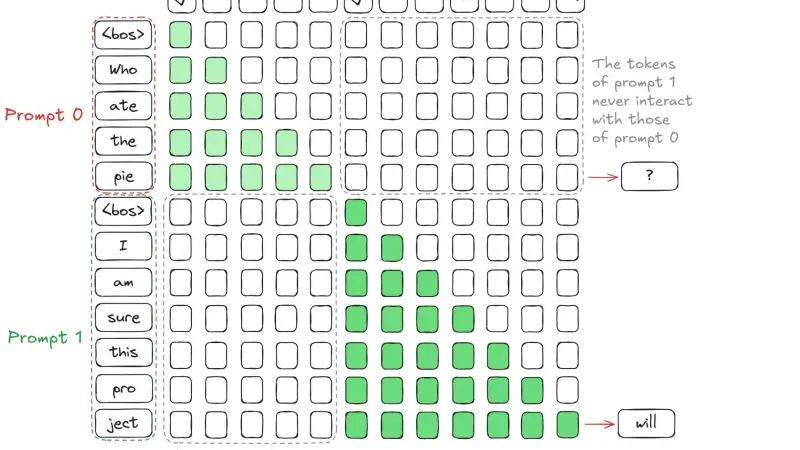 <bos>
Who
ate
the
pie
Prompt 0
The tokens
of prompt 1
never interact
with those
of prompt 0
?
<bos>
I
am
sure
this
pro
ject
Prompt 1
will